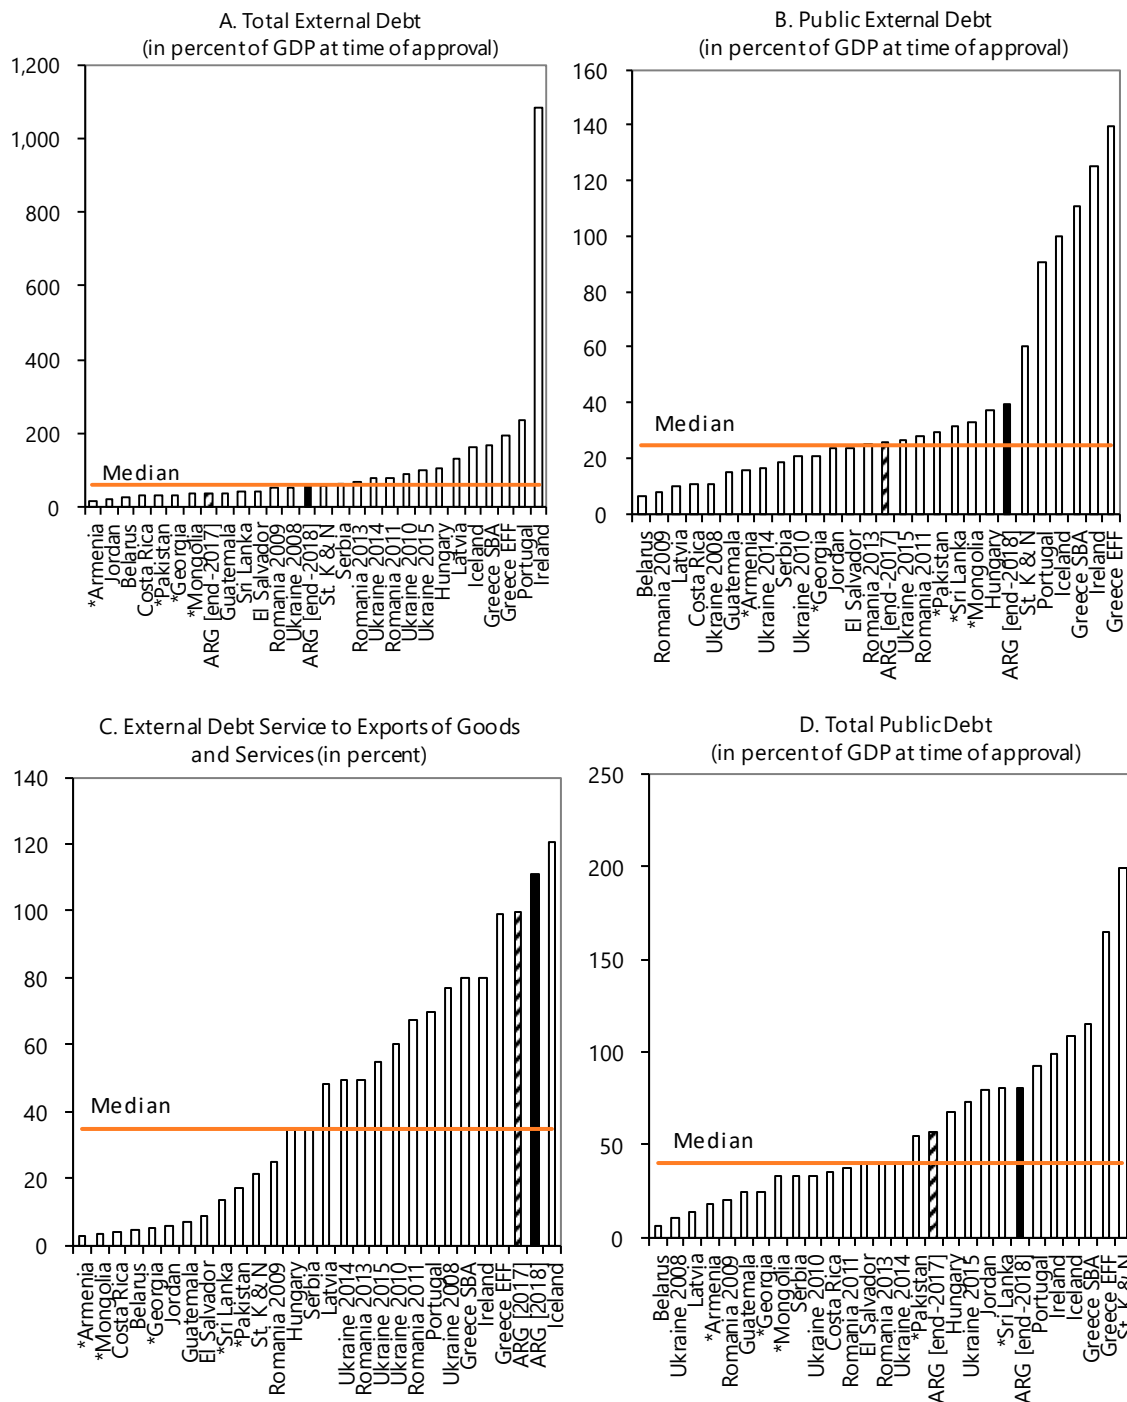 A. Total External Debt
(in percent of GDP at time of approval)
1,200
1,000
800
600
400
200
0
Median
*Armenia
Jordan
Belarus
Costa Rica
*Pakistan
*Georgia
*Mongolia
ARG [end-2017]
Guatemala
Sri Lanka
El Salvador
Romania 2009
Ukraine 2008
ARG [end-2018]
St. K & N
Serbia
Romania 2013
Ukraine 2014
Romania 2011
Ukraine 2010
Ukraine 2015
Hungary
Latvia
Iceland
Greece SBA
Greece EFF
Portugal
Ireland
B. Public External Debt
(in percent of GDP at time of approval)
160
140
120
100
80
60
40
20
0
Median
Belarus
Romania 2009
Latvia
Costa Rica
Ukraine 2008
Guatemala
*Armenia
Ukraine 2014
Serbia
Ukraine 2010
*Georgia
Jordan
El Salvador
Romania 2013
ARG [end-2017]
Ukraine 2015
Romania 2011
*Pakistan
*Sri Lanka
*Mongolia
Hungary
ARG [end-2018]
St. K & N
Portugal
Iceland
Greece SBA
Ireland
Greece EFF
C. External Debt Service to Exports of Goods
and Services (in percent)
140
120
100
80
60
40
20
0
Median
*Armenia
*Mongolia
Costa Rica
Belarus
*Georgia
Jordan
Guatemala
El Salvador
*Sri Lanka
*Pakistan
St. K & N
Romania 2009
Hungary
Serbia
Latvia
Ukraine 2014
Romania 2013
Ukraine 2015
Ukraine 2010
Romania 2011
Portugal
Ukraine 2008
Greece SBA
Ireland
Greece EFF
ARG [2017]
ARG [2018]
Iceland
D. Total Public Debt
(in percent of GDP at time of approval)
250
200
150
100
50
0
Median
Belarus
Ukraine 2008
Latvia
*Armenia
Romania 2009
Guatemala
*Georgia
*Mongolia
Serbia
Ukraine 2010
Costa Rica
Romania 2011
El Salvador
Romania 2013
Ukraine 2014
*Pakistan
ARG [end-2017]
Hungary
Ukraine 2015
Jordan
*Sri Lanka
ARG [end-2018]
Portugal
Ireland
Iceland
Greece SBA
Greece EFF
St. K & N